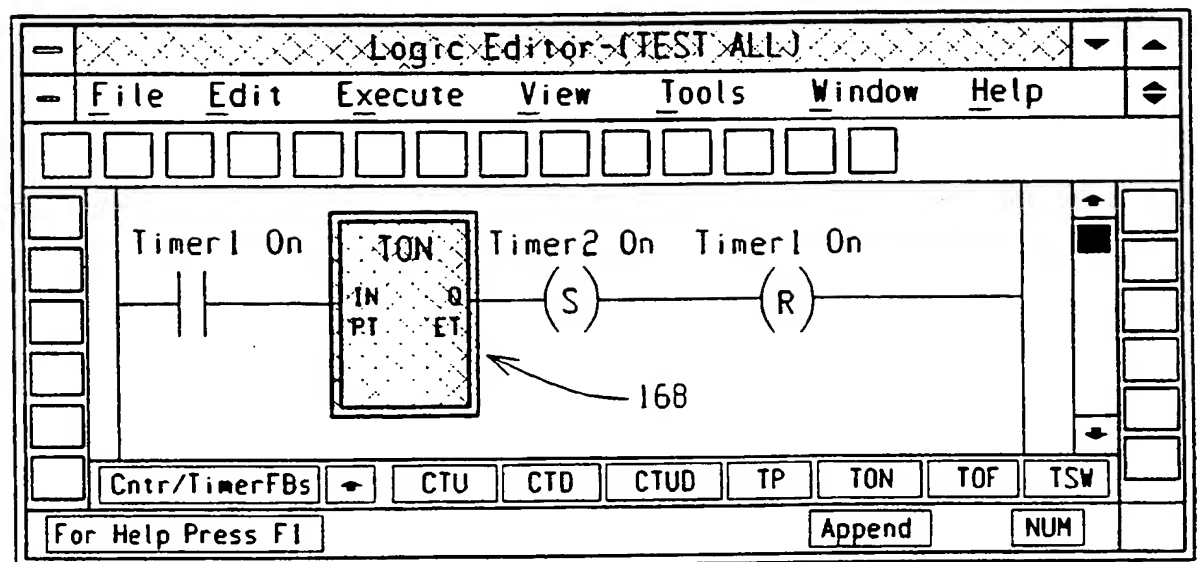 Logic Editor-(TEST ALL)
File Edit Execute View Tools Window Help
Timer1 On TON Timer2 On Timer1 On
IN Q S R
PT ET
168
Cntr/TimerFBs CTU CTD CTUD TP TON TOF TSW
For Help Press F1 Append NUM